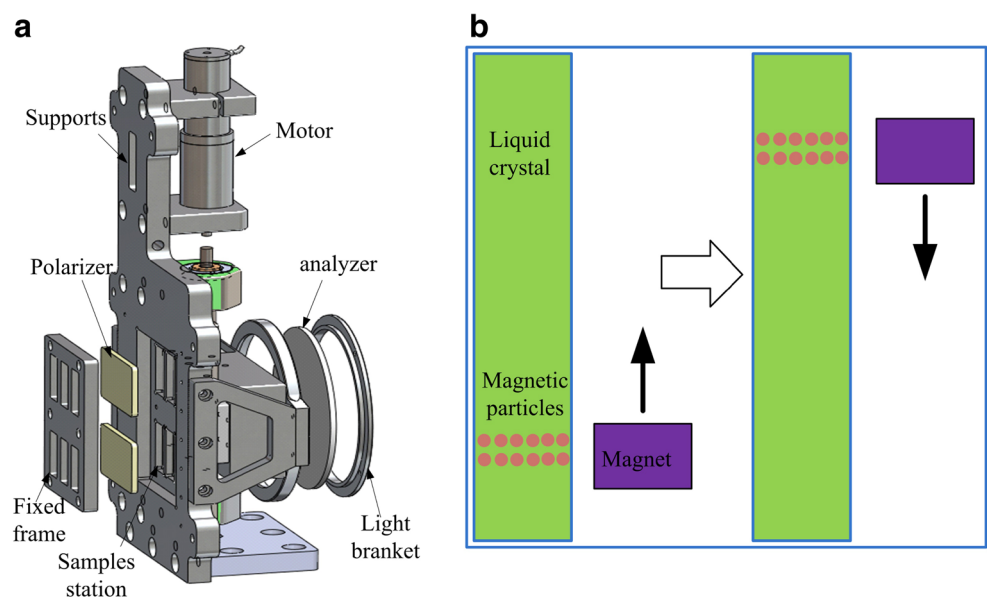 a
Supports
Motor
Polarizer
analyzer
Fixed
frame
Samples
station
Light
branket
b
Liquid
crystal
Magnetic
particles
Magnet